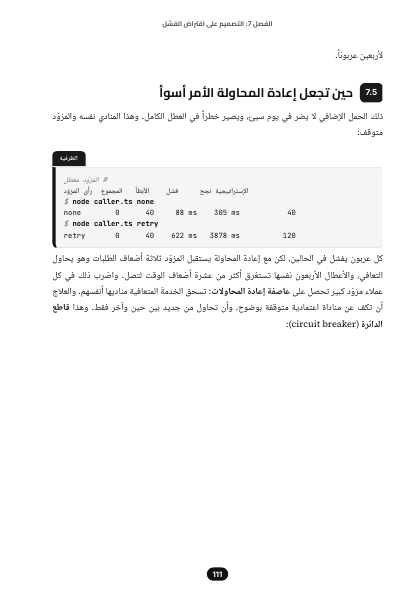 الفصل 7: التصميم على افتراض الفشل
لأربعين عربوناً.
7.5 حين تجعل إعادة المحاولة الأمر أسوأ
ذلك الحمل الإضافي لا يضر في يوم سيئ، ويصير خطراً في العطل الكامل. وهذا المنادي نفسه والمزوّد
متوقف:
الطرفية
# المزوّد معطل
الإستراتيجية نجح فشل الأبطأ المجموع رأى المزوّد
$ node caller.ts none
none 0 40 88 ms 305 ms 40
$ node caller.ts retry
retry 0 40 622 ms 3878 ms 120
كل عربون يفشل في الحالين، لكن مع إعادة المحاولة يستقبل المزوّد ثلاثة أضعاف الطلبات وهو يحاول
التعافي، والأعطال الأربعون نفسها تستغرق أكثر من عشرة أضعاف الوقت لتصل. واضرب ذلك في كل
عملاء مزوّد كبير تحصل على عاصفة إعادة المحاولات: تسحق الخدمة المتعافية مناديها أنفسهم. والعلاج
أن تكف عن مناداة اعتمادية متوقفة بوضوح، وأن تحاول من جديد بين حين وآخر فقط. وهذا قاطع
الدائرة (circuit breaker):
111